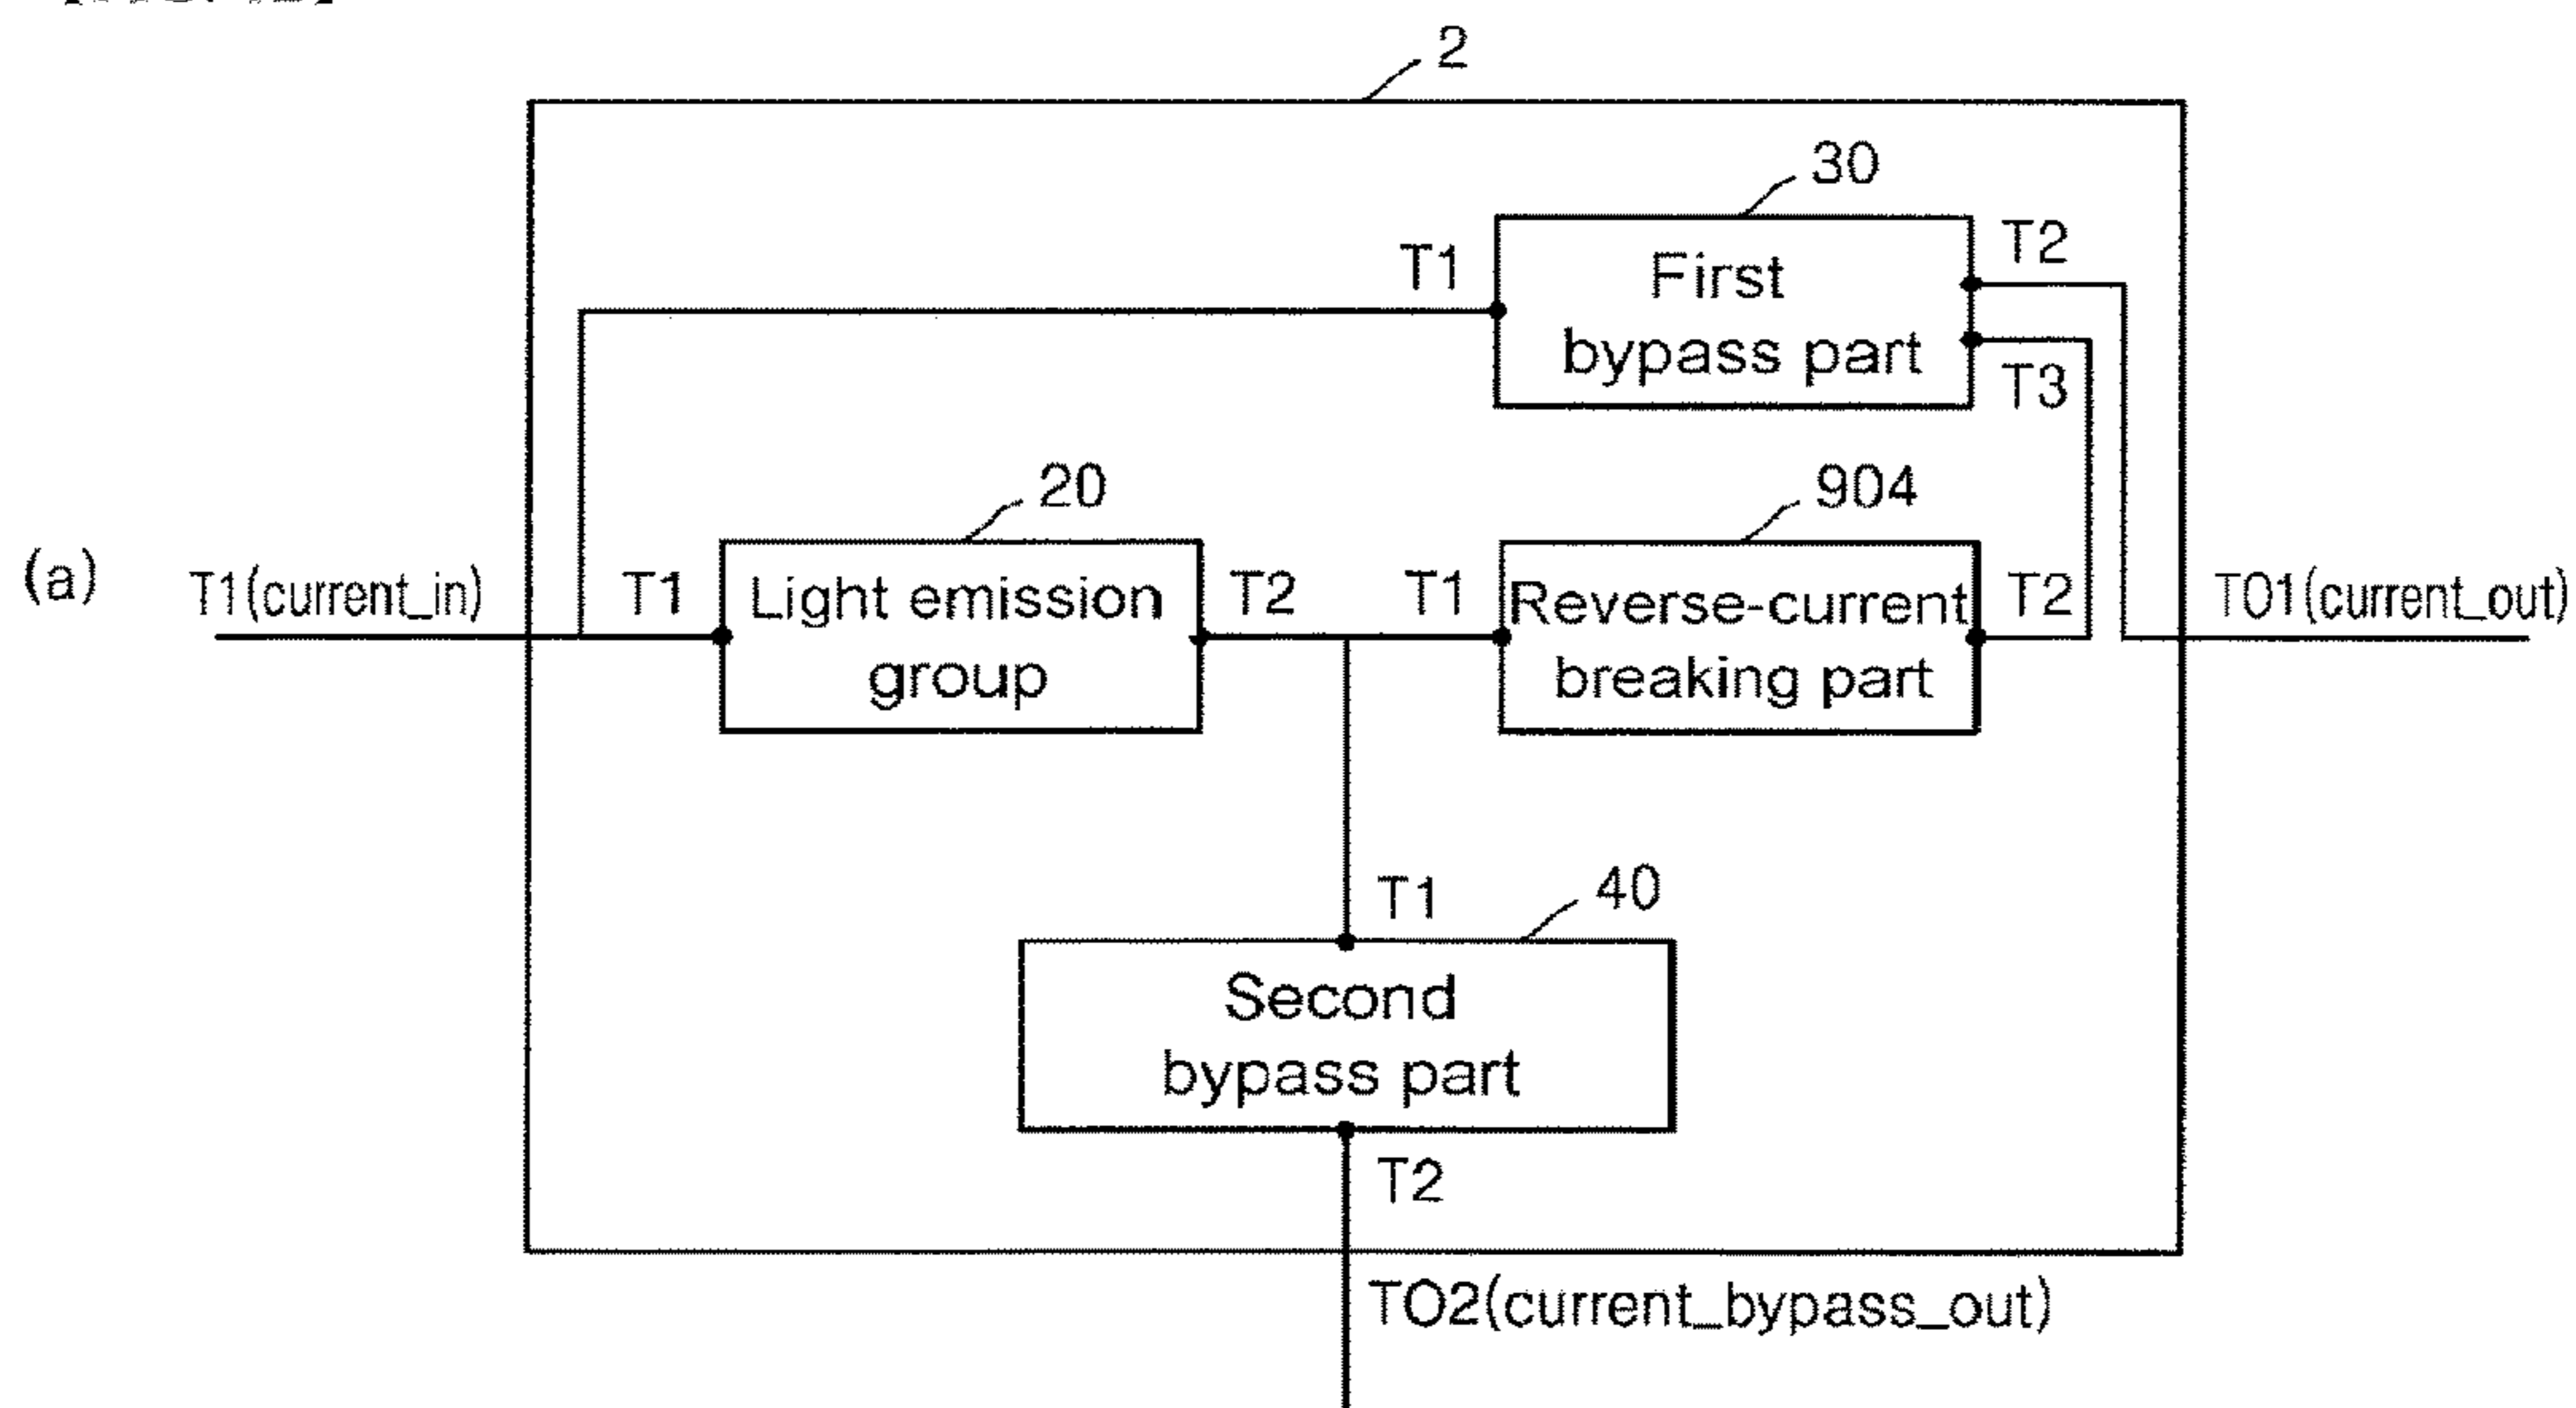 2
30
T1
First
bypass part
T2
T3
20
904
(a)
T1(current_in)
T1
Light emission
group
T2
T1
Reverse-current
breaking part
T2
TO1(current_out)
T1
40
Second
bypass part
T2
TO2(current_bypass_out)